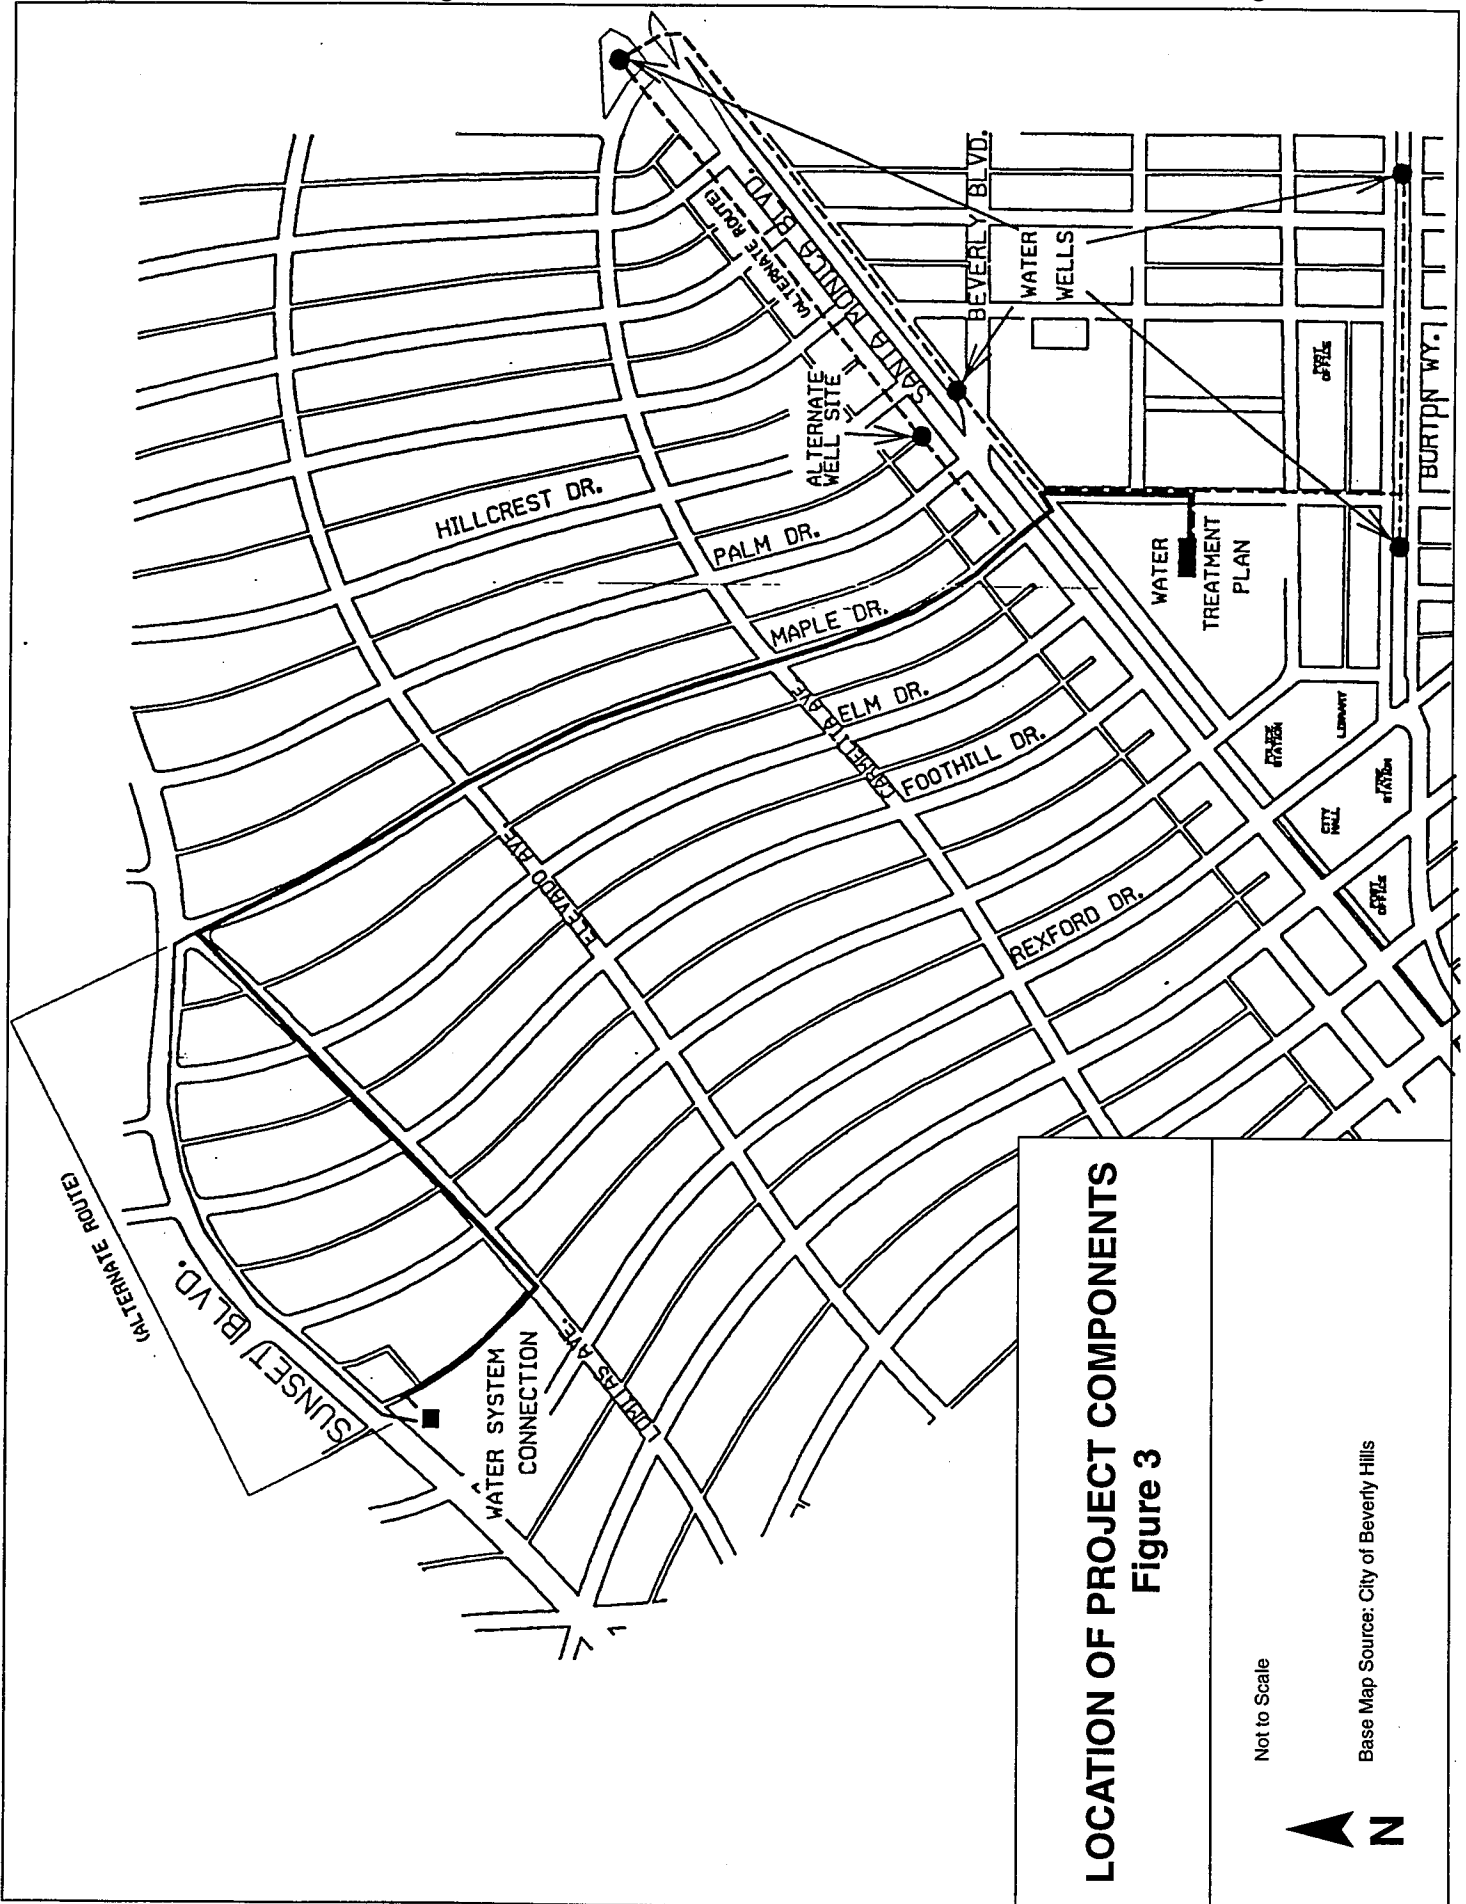 (ALTERNATE ROUTE)
SUNSET BLVD.
WATER SYSTEM
CONNECTION
LOMITAS AVE.
ELEVADO AVE.
HILLCREST DR.
PALM DR.
MAPLE DR.
CARMELITA AVE
ELM DR.
FOOTHILL DR.
REXFORD DR.
ALTERNATE
WELL SITE
(ALTERNATE ROUTE)
SANTA MONICA BLVD.
BEVERLY BLVD.
WATER
WELLS
WATER
TREATMENT
PLAN
POST
OFFICE
BURTON WY.
POLICE
STATION
LIBRARY
FIRE
STATION
CITY
HALL
POST
OFFICE
LOCATION OF PROJECT COMPONENTS
Figure 3
Not to Scale
N
Base Map Source: City of Beverly Hills